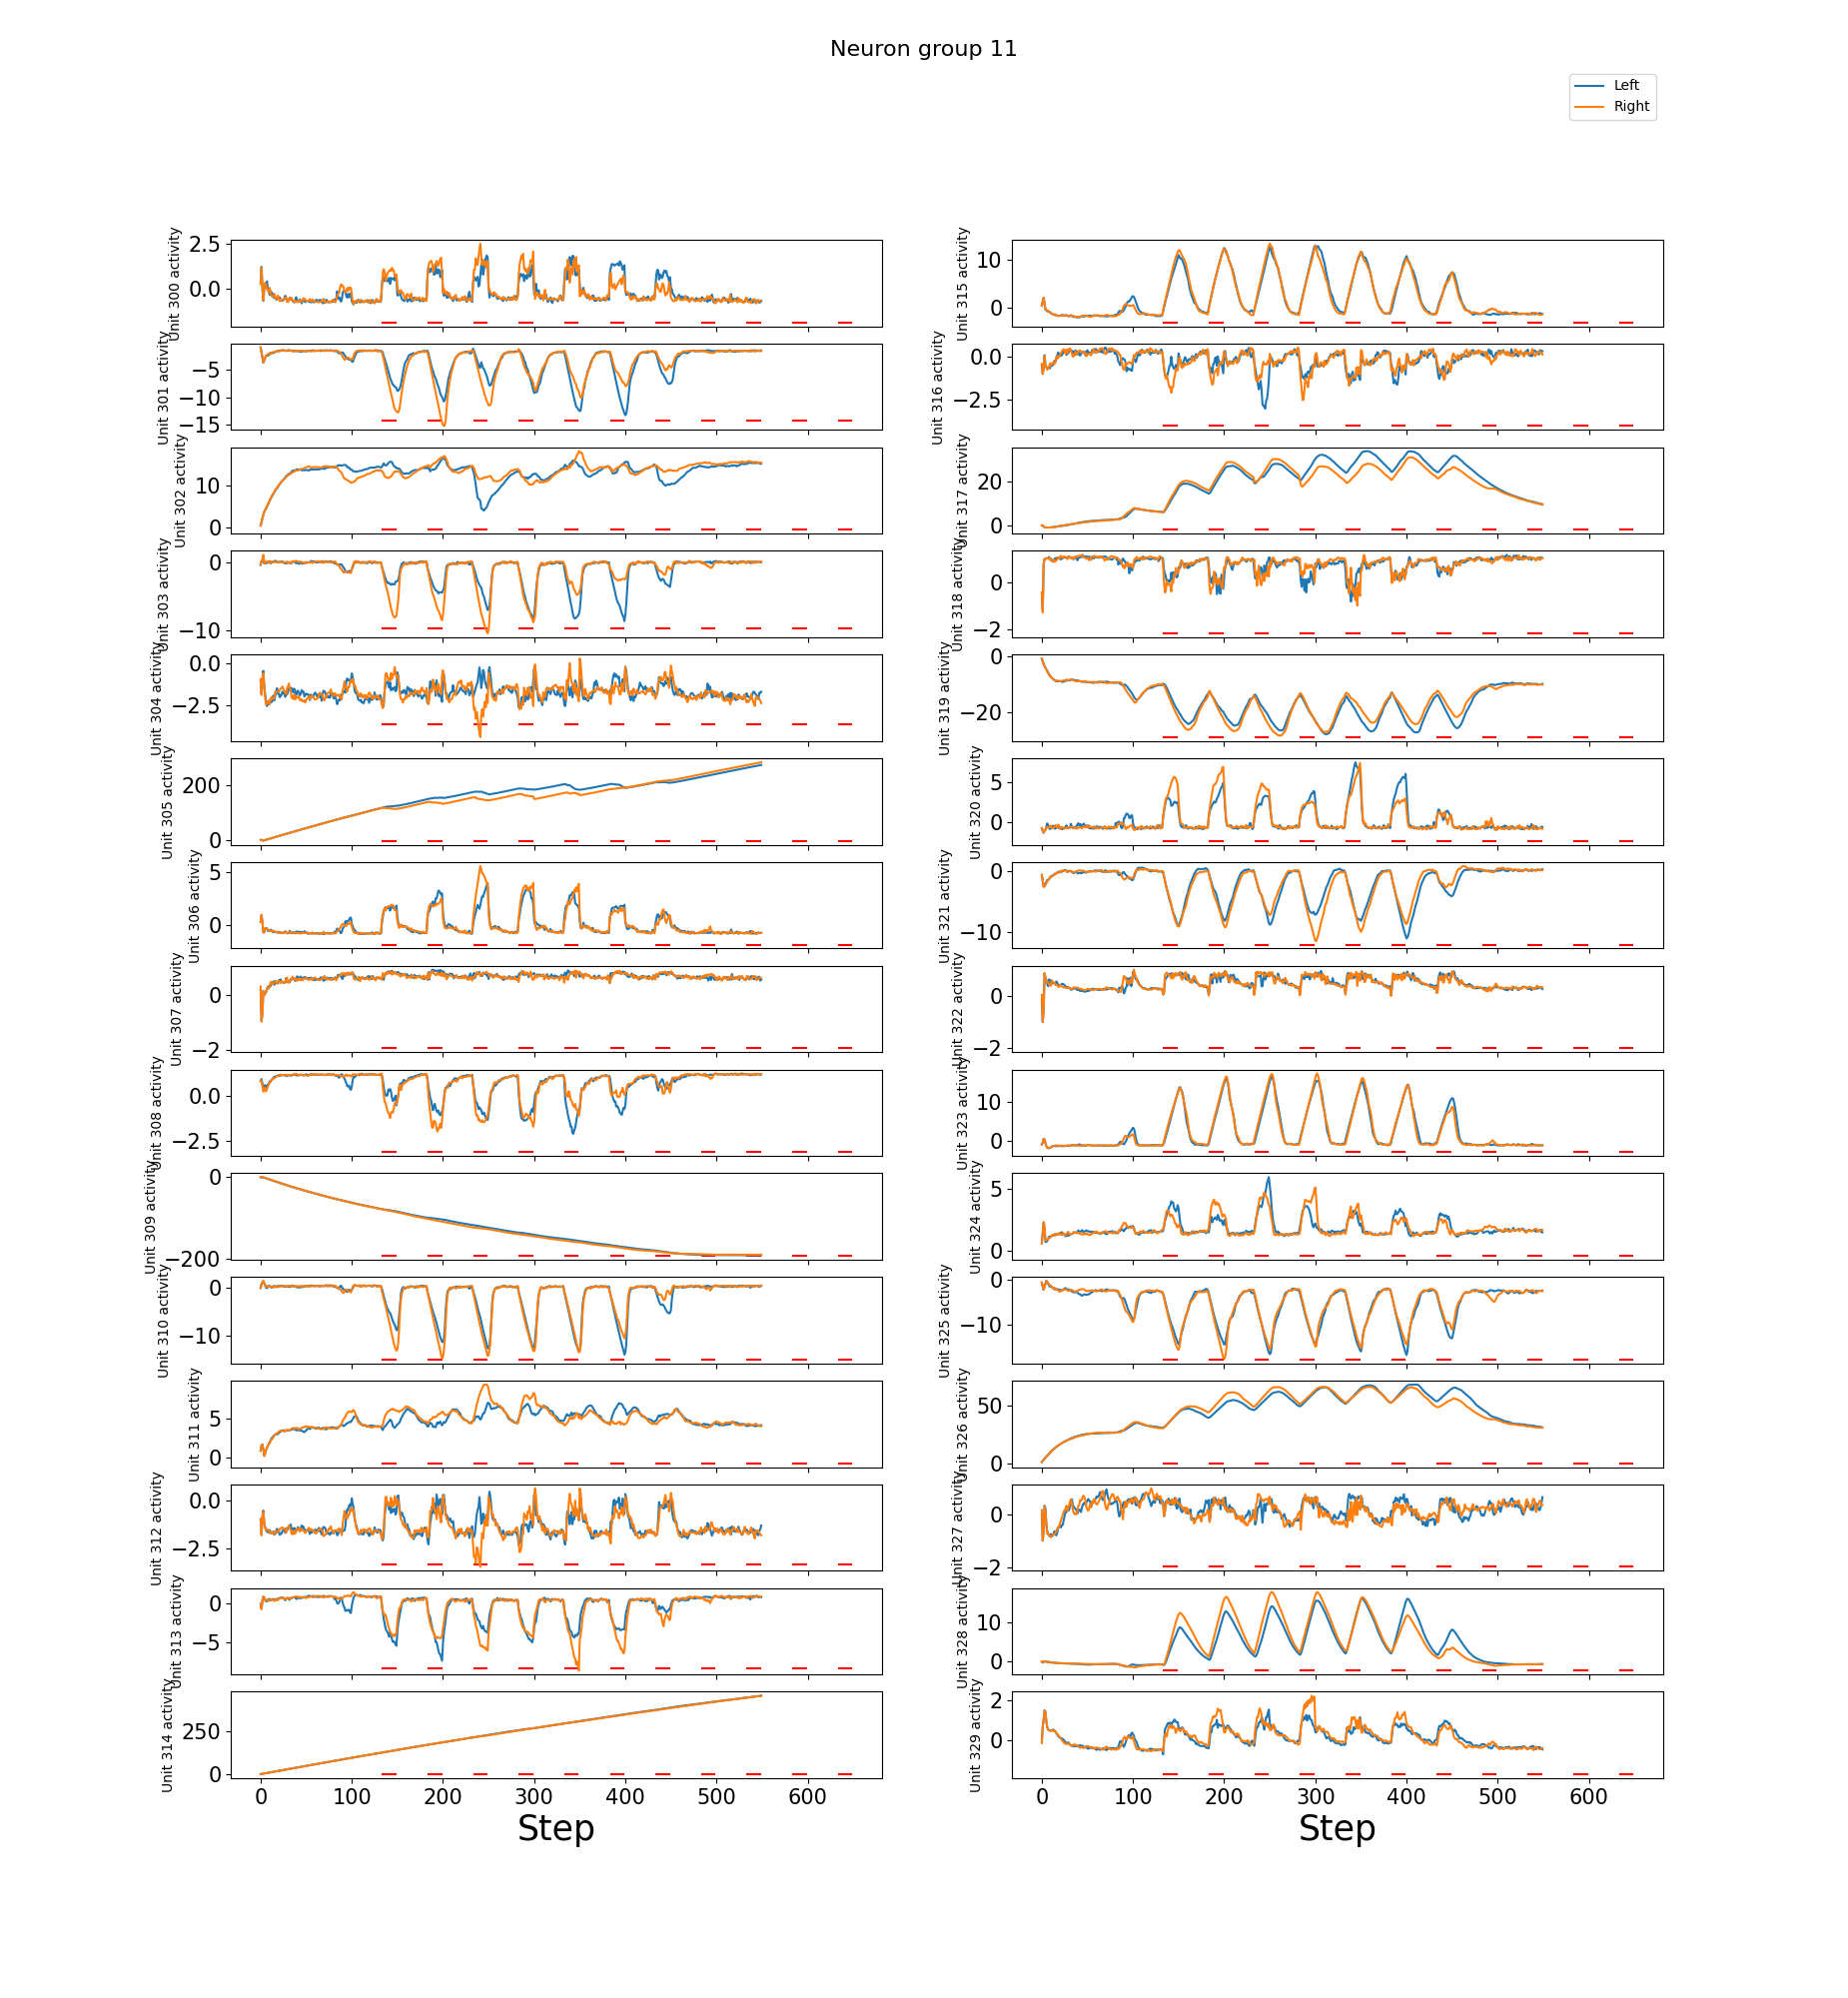 Neuron group 11
Left
Right
Unit 300 activity
2.5
0.0
Unit 301 activity
−5
−10
−15
Unit 302 activity
10
0
Unit 303 activity
0
−10
Unit 304 activity
0.0
−2.5
Unit 305 activity
200
0
Unit 306 activity
5
0
Unit 307 activity
0
−2
Unit 308 activity
0.0
−2.5
Unit 309 activity
0
−200
Unit 310 activity
0
−10
Unit 311 activity
5
0
Unit 312 activity
0.0
−2.5
Unit 313 activity
0
−5
Unit 314 activity
250
0
0 100 200 300 400 500 600
Step
Unit 315 activity
10
0
Unit 316 activity
0.0
−2.5
Unit 317 activity
20
0
Unit 318 activity
0
−2
Unit 319 activity
0
−20
Unit 320 activity
5
0
Unit 321 activity
0
−10
Unit 322 activity
0
−2
Unit 323 activity
10
0
Unit 324 activity
5
0
Unit 325 activity
0
−10
Unit 326 activity
50
0
Unit 327 activity
0
−2
Unit 328 activity
10
0
Unit 329 activity
2
0
0 100 200 300 400 500 600
Step